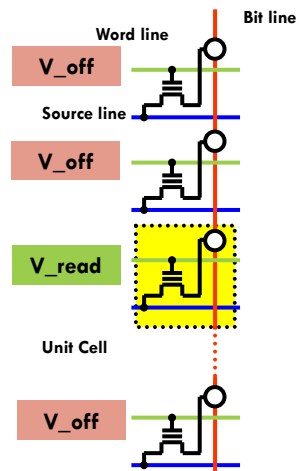 Bit line
Word line
V_off
Source line
V_off
V_read
Unit Cell
V_off